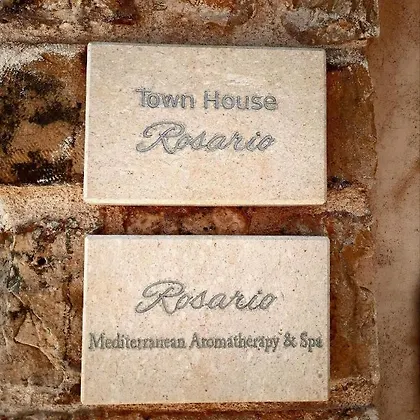 Town House
Rosario
Rosario
Mediterranean Aromatherapy & Spa